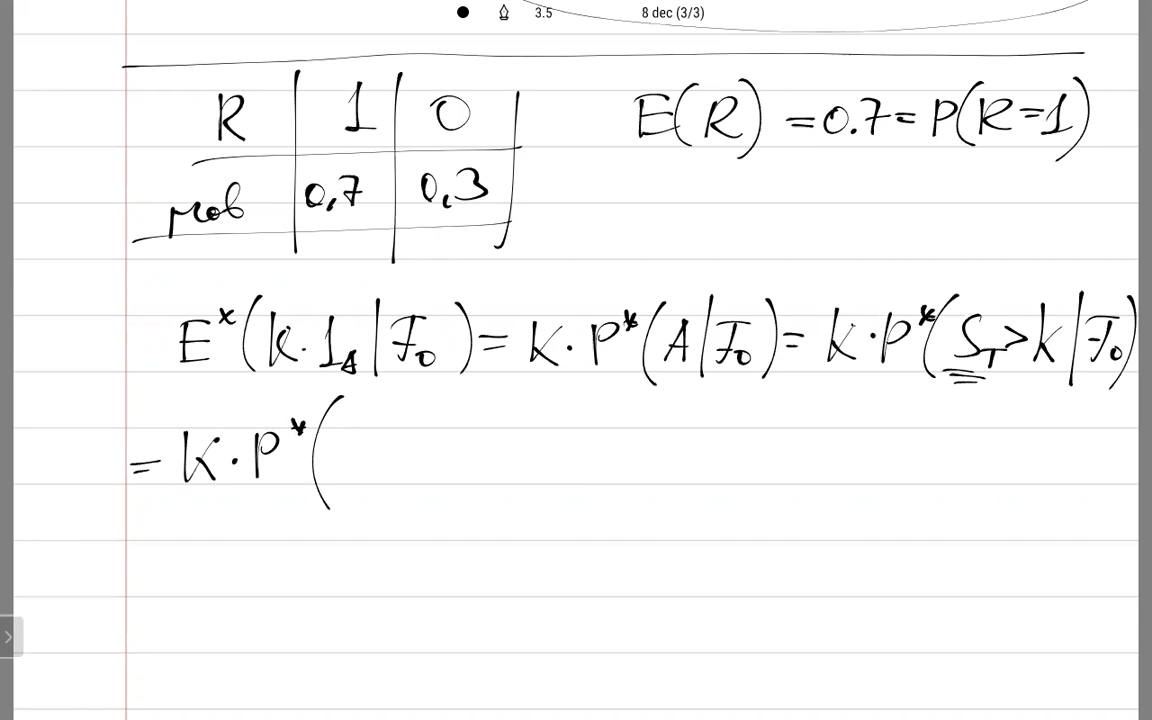 3.5 8 dec (3/3)
R 1 0 E(R) = 0.7 = P(R=1)
prob 0,7 0,3
E*(K·1_A|F_0) = K·P*(A|F_0) = K·P*(S_T>K|F_0)
= K·P*(